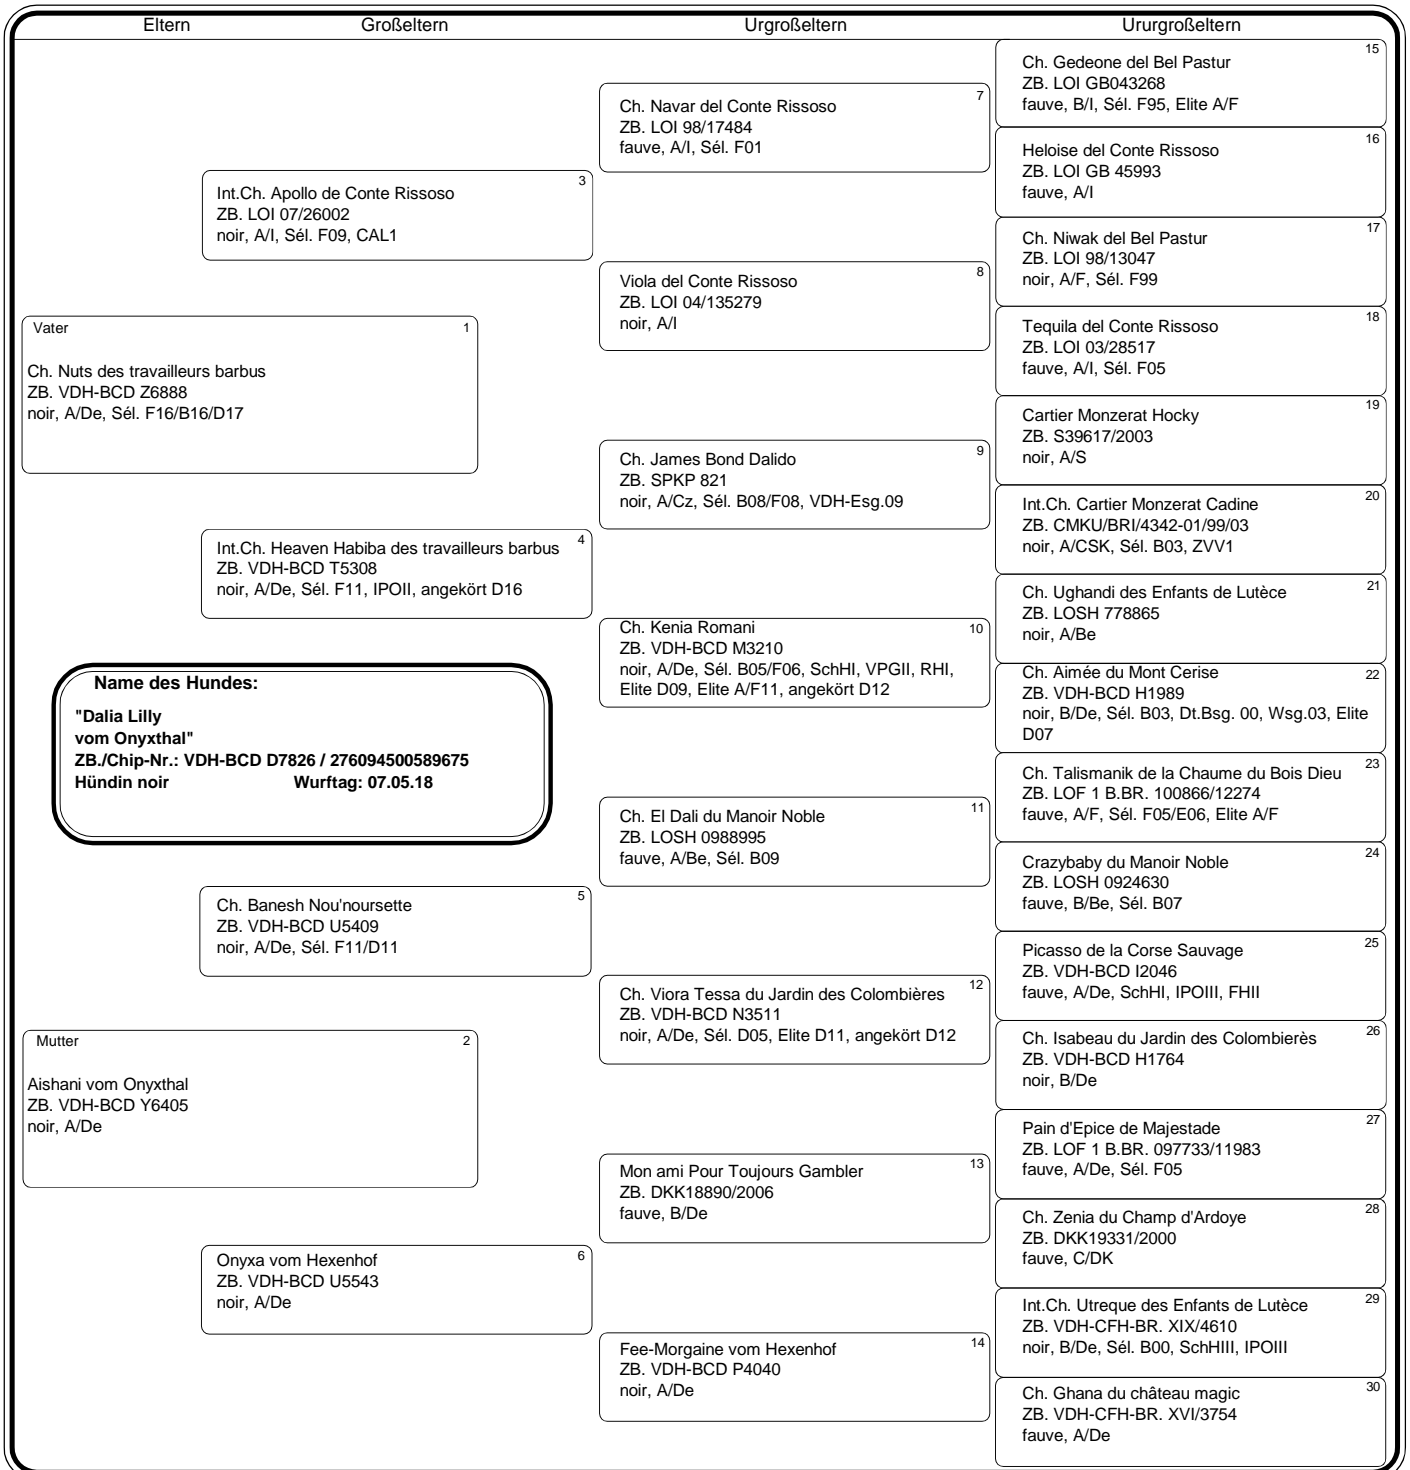 Eltern
Großeltern
Urgroßeltern
Ururgroßeltern
Vater 1
Ch. Nuts des travailleurs barbus
ZB. VDH-BCD Z6888
noir, A/De, Sél. F16/B16/D17
Name des Hundes:
"Dalia Lilly
vom Onyxthal"
ZB./Chip-Nr.: VDH-BCD D7826 / 276094500589675
Hündin noir Wurftag: 07.05.18
Mutter 2
Aishani vom Onyxthal
ZB. VDH-BCD Y6405
noir, A/De
3
Int.Ch. Apollo de Conte Rissoso
ZB. LOI 07/26002
noir, A/I, Sél. F09, CAL1
Int.Ch. Heaven Habiba des travailleurs barbus 4
ZB. VDH-BCD T5308
noir, A/De, Sél. F11, IPOII, angekört D16
5
Ch. Banesh Nou'noursette
ZB. VDH-BCD U5409
noir, A/De, Sél. F11/D11
6
Onyxa vom Hexenhof
ZB. VDH-BCD U5543
noir, A/De
7
Ch. Navar del Conte Rissoso
ZB. LOI 98/17484
fauve, A/I, Sél. F01
8
Viola del Conte Rissoso
ZB. LOI 04/135279
noir, A/I
9
Ch. James Bond Dalido
ZB. SPKP 821
noir, A/Cz, Sél. B08/F08, VDH-Esg.09
Ch. Kenia Romani 10
ZB. VDH-BCD M3210
noir, A/De, Sél. B05/F06, SchHI, VPGII, RHI,
Elite D09, Elite A/F11, angekört D12
11
Ch. El Dali du Manoir Noble
ZB. LOSH 0988995
fauve, A/Be, Sél. B09
12
Ch. Viora Tessa du Jardin des Colombières
ZB. VDH-BCD N3511
noir, A/De, Sél. D05, Elite D11, angekört D12
13
Mon ami Pour Toujours Gambler
ZB. DKK18890/2006
fauve, B/De
14
Fee-Morgaine vom Hexenhof
ZB. VDH-BCD P4040
noir, A/De
15
Ch. Gedeone del Bel Pastur
ZB. LOI GB043268
fauve, B/I, Sél. F95, Elite A/F
16
Heloise del Conte Rissoso
ZB. LOI GB 45993
fauve, A/I
17
Ch. Niwak del Bel Pastur
ZB. LOI 98/13047
noir, A/F, Sél. F99
18
Tequila del Conte Rissoso
ZB. LOI 03/28517
fauve, A/I, Sél. F05
19
Cartier Monzerat Hocky
ZB. S39617/2003
noir, A/S
20
Int.Ch. Cartier Monzerat Cadine
ZB. CMKU/BRI/4342-01/99/03
noir, A/CSK, Sél. B03, ZVV1
21
Ch. Ughandi des Enfants de Lutèce
ZB. LOSH 778865
noir, A/Be
Ch. Aimée du Mont Cerise 22
ZB. VDH-BCD H1989
noir, B/De, Sél. B03, Dt.Bsg. 00, Wsg.03, Elite
D07
23
Ch. Talismanik de la Chaume du Bois Dieu
ZB. LOF 1 B.BR. 100866/12274
fauve, A/F, Sél. F05/E06, Elite A/F
24
Crazybaby du Manoir Noble
ZB. LOSH 0924630
fauve, B/Be, Sél. B07
25
Picasso de la Corse Sauvage
ZB. VDH-BCD I2046
fauve, A/De, SchHI, IPOIII, FHII
26
Ch. Isabeau du Jardin des Colombierès
ZB. VDH-BCD H1764
noir, B/De
27
Pain d'Epice de Majestade
ZB. LOF 1 B.BR. 097733/11983
fauve, A/De, Sél. F05
28
Ch. Zenia du Champ d'Ardoye
ZB. DKK19331/2000
fauve, C/DK
29
Int.Ch. Utreque des Enfants de Lutèce
ZB. VDH-CFH-BR. XIX/4610
noir, B/De, Sél. B00, SchHIII, IPOIII
30
Ch. Ghana du château magic
ZB. VDH-CFH-BR. XVI/3754
fauve, A/De